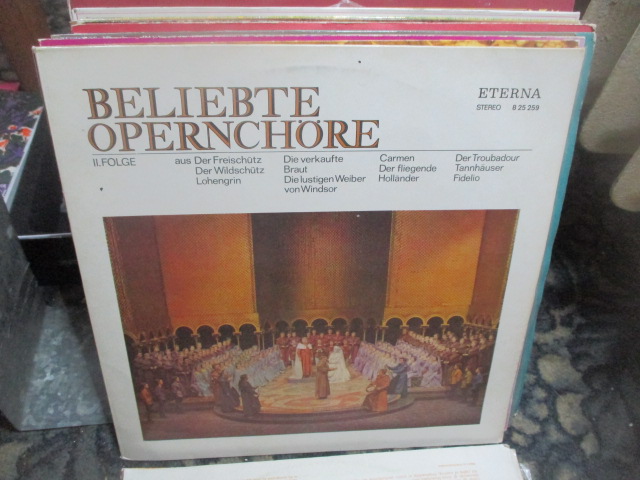 BELIEBTE
OPERNCHÖRE
ETERNA
STEREO 8 25 259
II. FOLGE
aus Der Freischütz
Der Wildschütz
Lohengrin
Die verkaufte
Braut
Die lustigen Weiber
von Windsor
Carmen
Der fliegende
Holländer
Der Troubadour
Tannhäuser
Fidelio